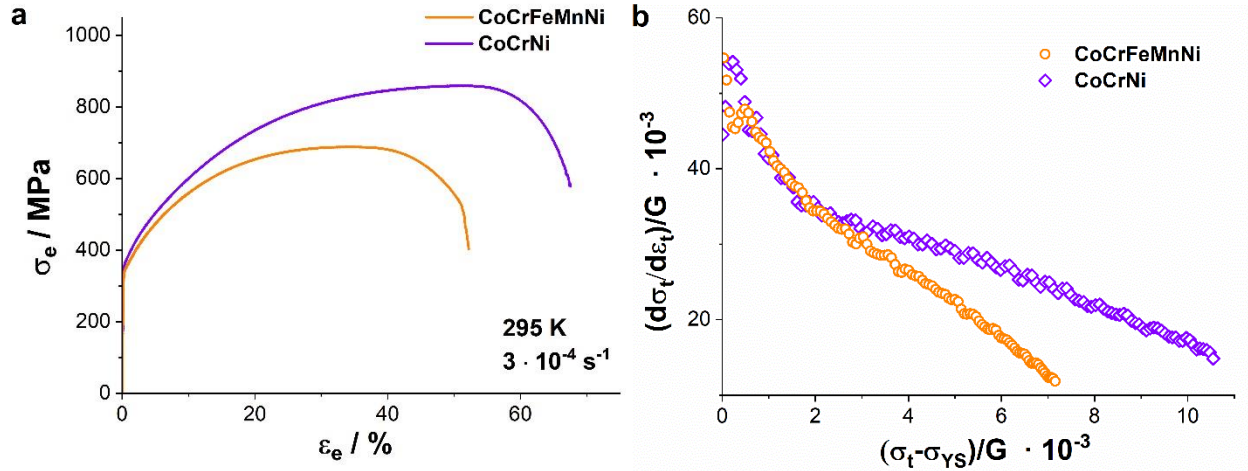 a
CoCrFeMnNi
CoCrNi
1000
800
600
400
200
0
σe / MPa
295 K
3 · 10⁻⁴ s⁻¹
0 20 40 60
εe / %
b
CoCrFeMnNi
CoCrNi
60
40
20
(dσt/dεt)/G · 10⁻³
0 2 4 6 8 10
(σt-σYS)/G · 10⁻³